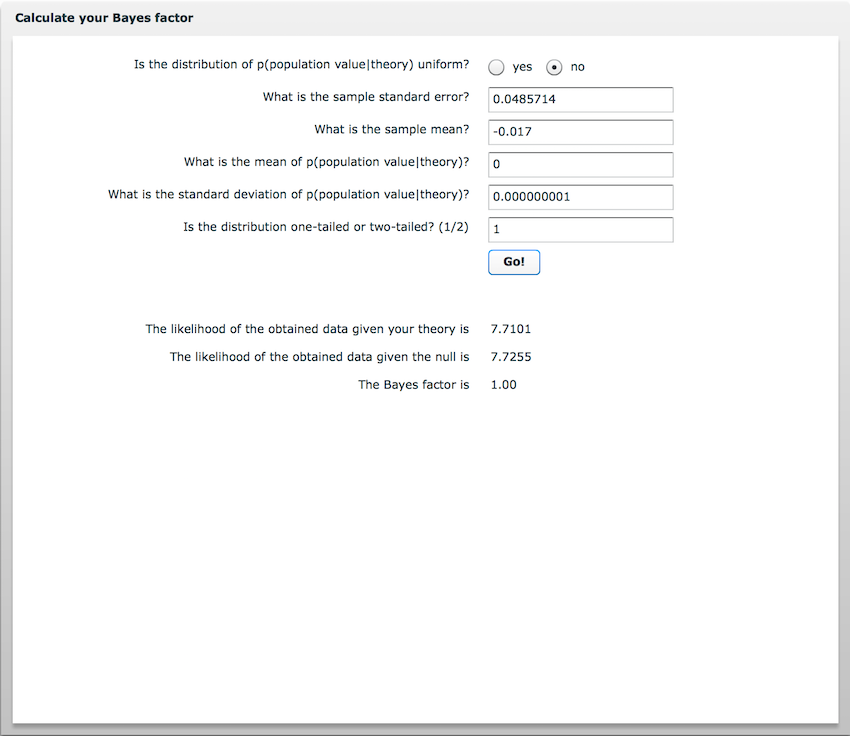 Calculate your Bayes factor
Is the distribution of p(population value|theory) uniform? yes no
What is the sample standard error? 0.0485714
What is the sample mean? -0.017
What is the mean of p(population value|theory)? 0
What is the standard deviation of p(population value|theory)? 0.000000001
Is the distribution one-tailed or two-tailed? (1/2) 1
Go!
The likelihood of the obtained data given your theory is 7.7101
The likelihood of the obtained data given the null is 7.7255
The Bayes factor is 1.00